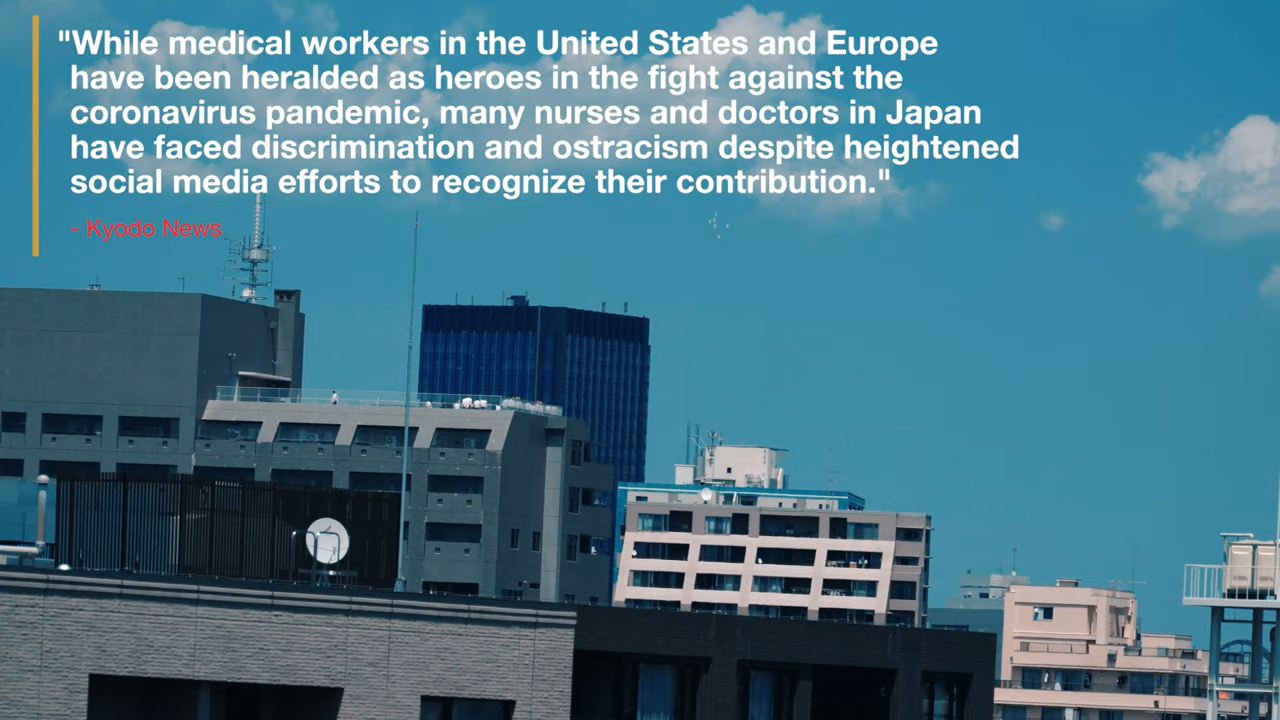 "While medical workers in the United States and Europe
have been heralded as heroes in the fight against the
coronavirus pandemic, many nurses and doctors in Japan
have faced discrimination and ostracism despite heightened
social media efforts to recognize their contribution."
- Kyodo News